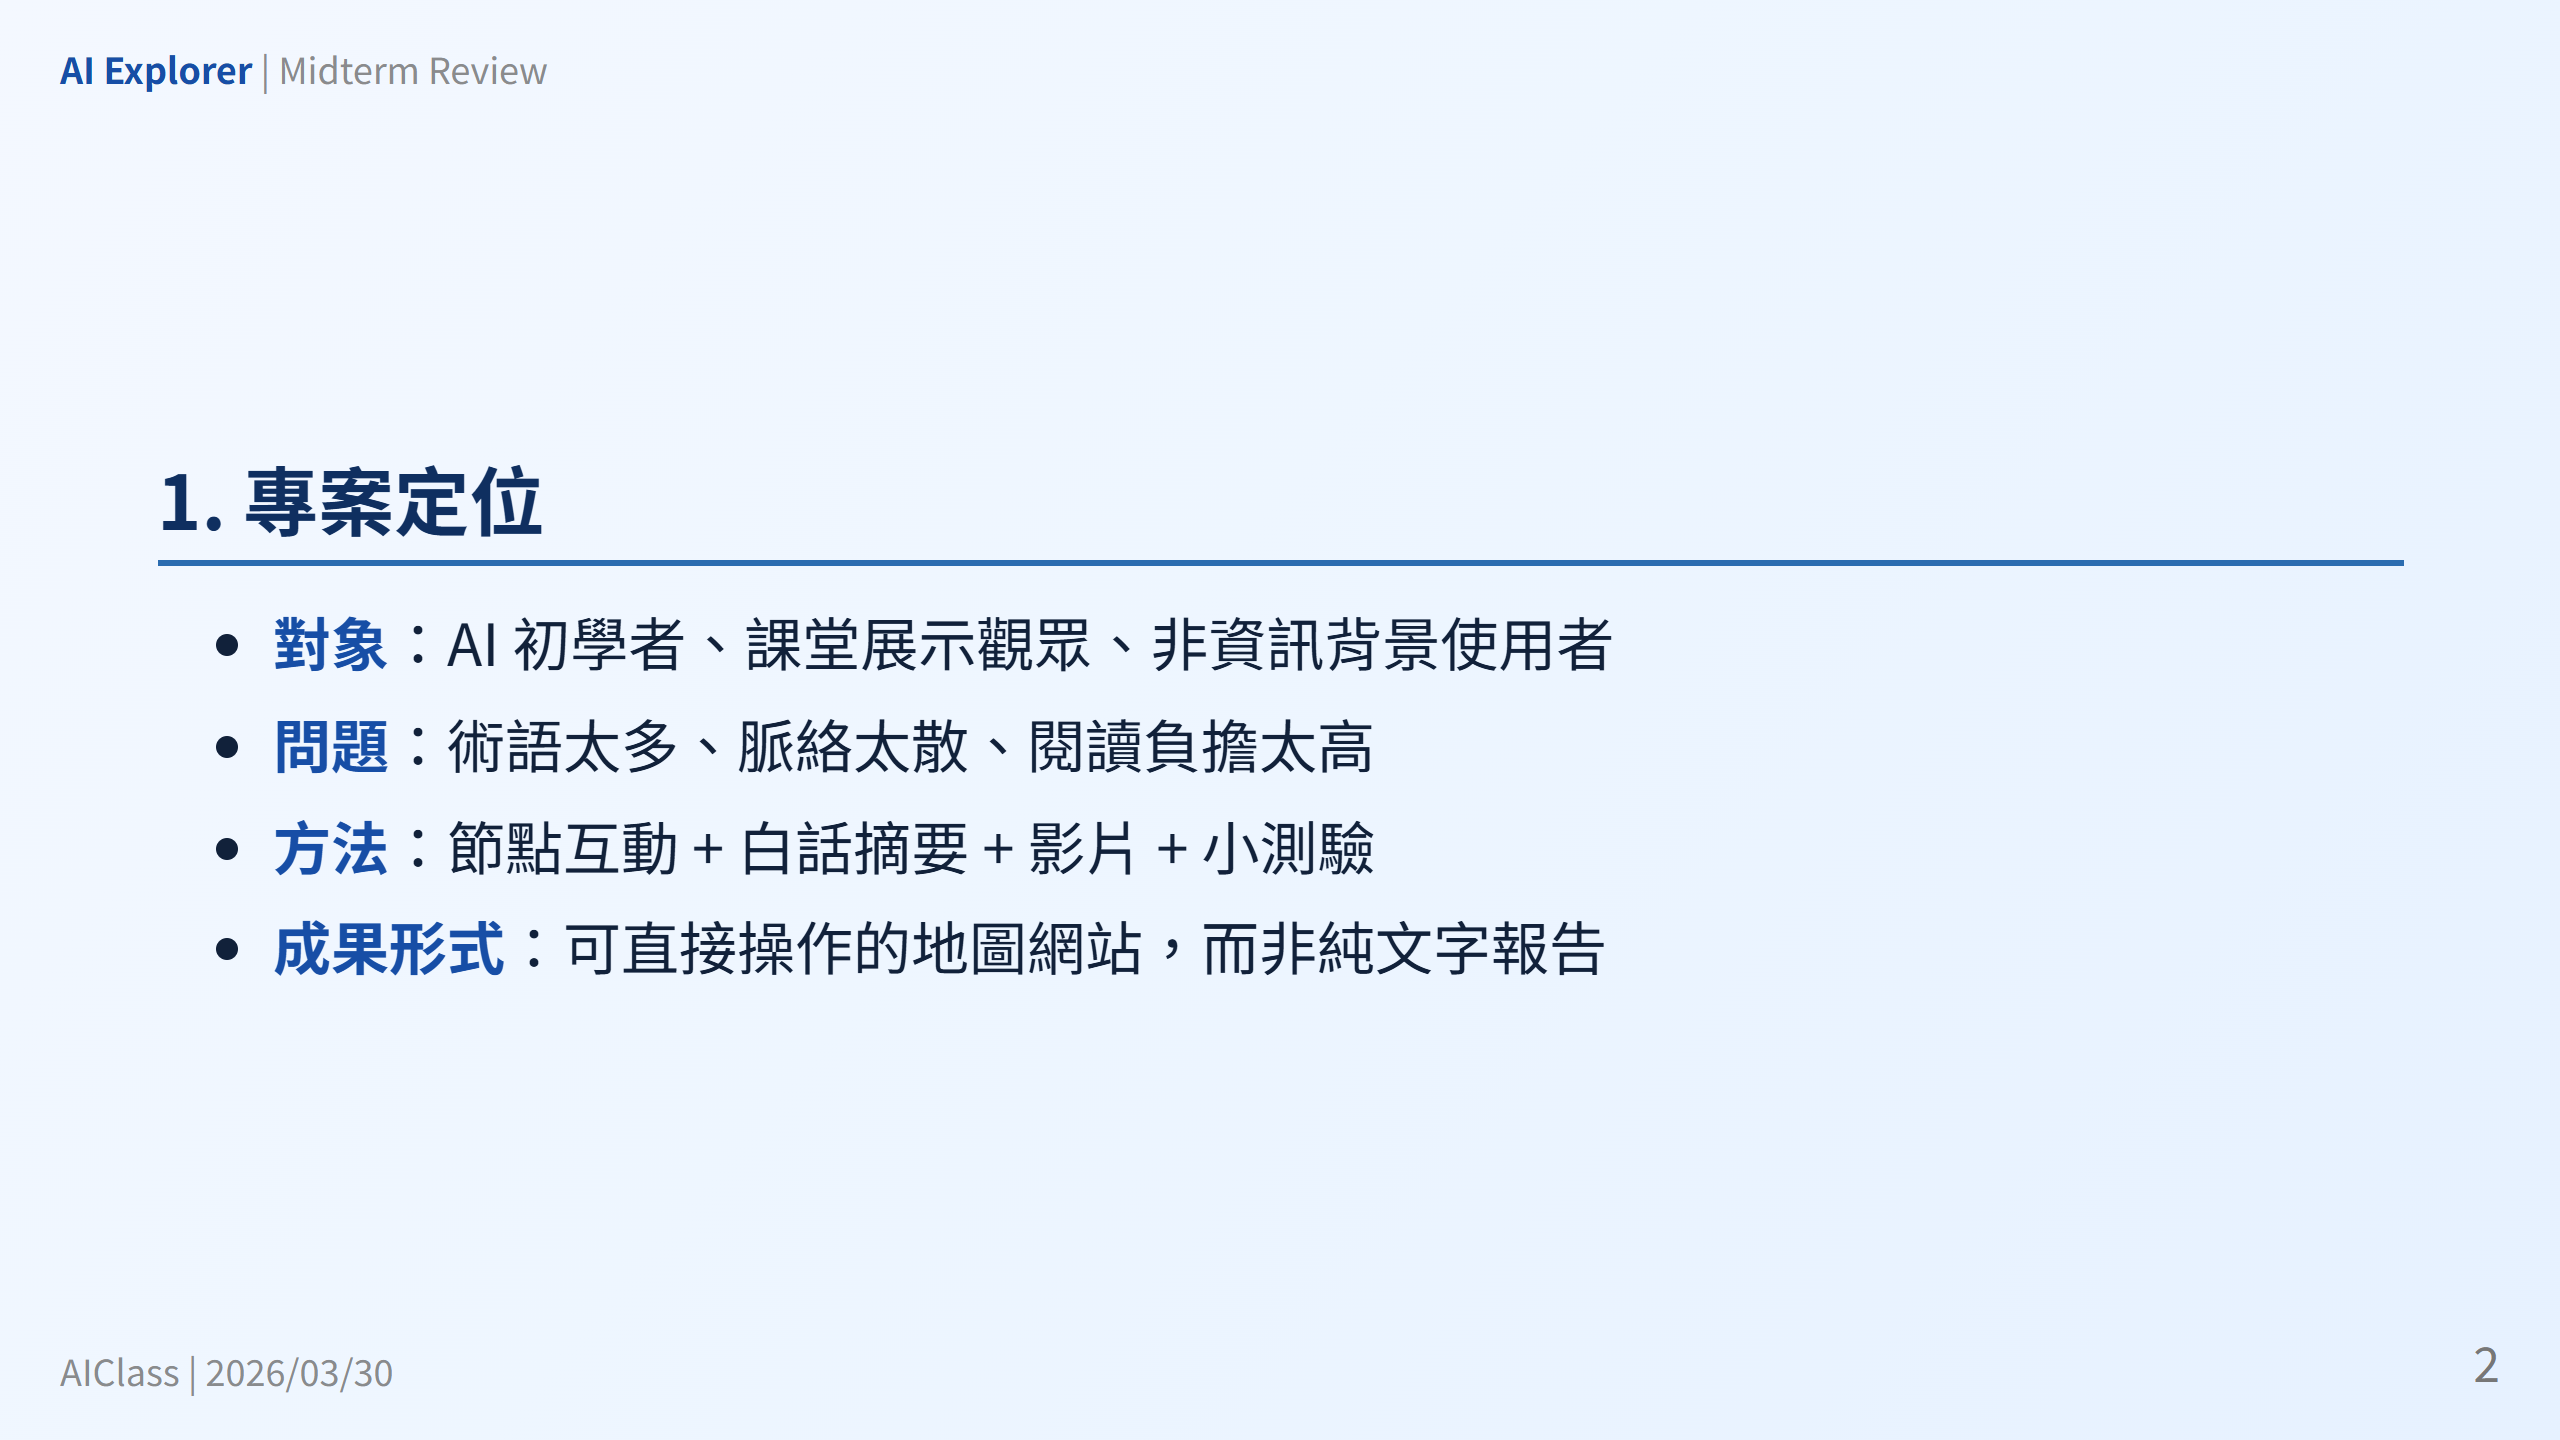 AI Explorer | Midterm Review
1. 專案定位
• 對象：AI 初學者、課堂展示觀眾、非資訊背景使用者
• 問題：術語太多、脈絡太散、閱讀負擔太高
• 方法：節點互動 + 白話摘要 + 影片 + 小測驗
• 成果形式：可直接操作的地圖網站，而非純文字報告
AIClass | 2026/03/30
2